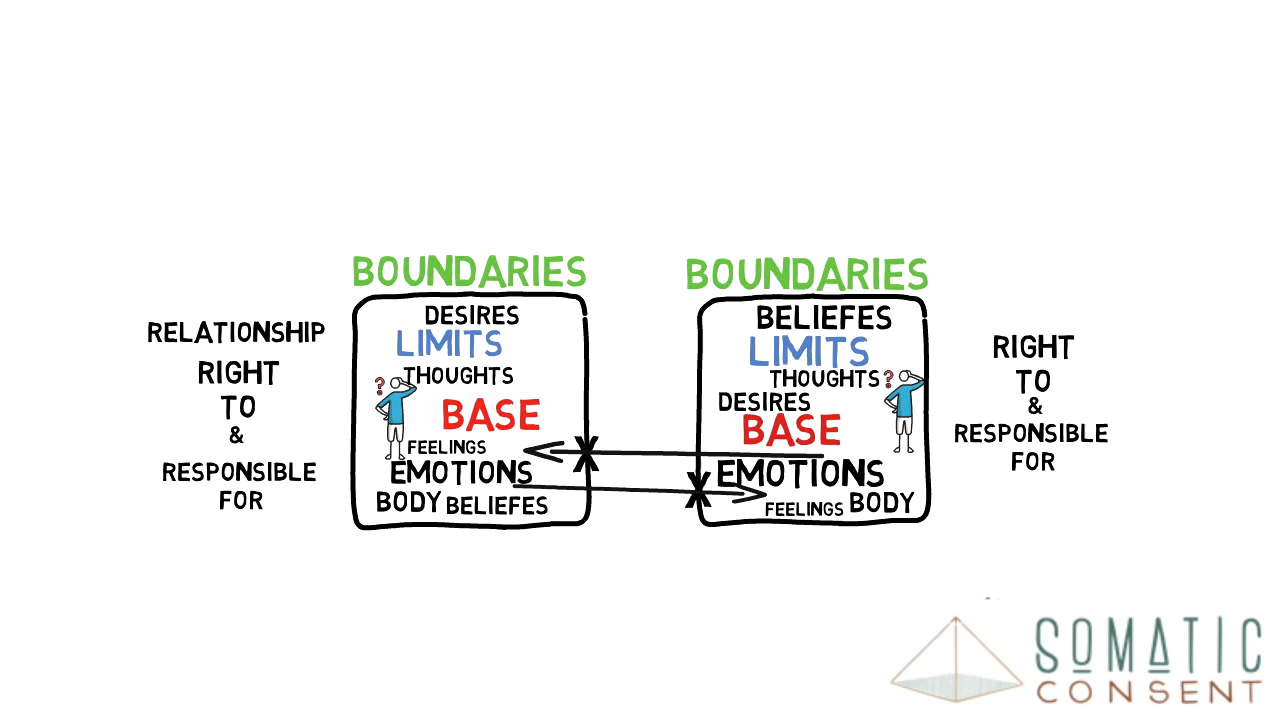 BOUNDARIES
DESIRES
LIMITS
THOUGHTS
?
BASE
FEELINGS
EMOTIONS
BODY BELIEFES
RELATIONSHIP
RIGHT
TO
&
RESPONSIBLE
FOR
BOUNDARIES
BELIEFES
LIMITS
THOUGHTS ?
DESIRES
BASE
EMOTIONS
FEELINGS BODY
X
X
RIGHT
TO
&
RESPONSIBLE
FOR
SOMATIC
CONSENT